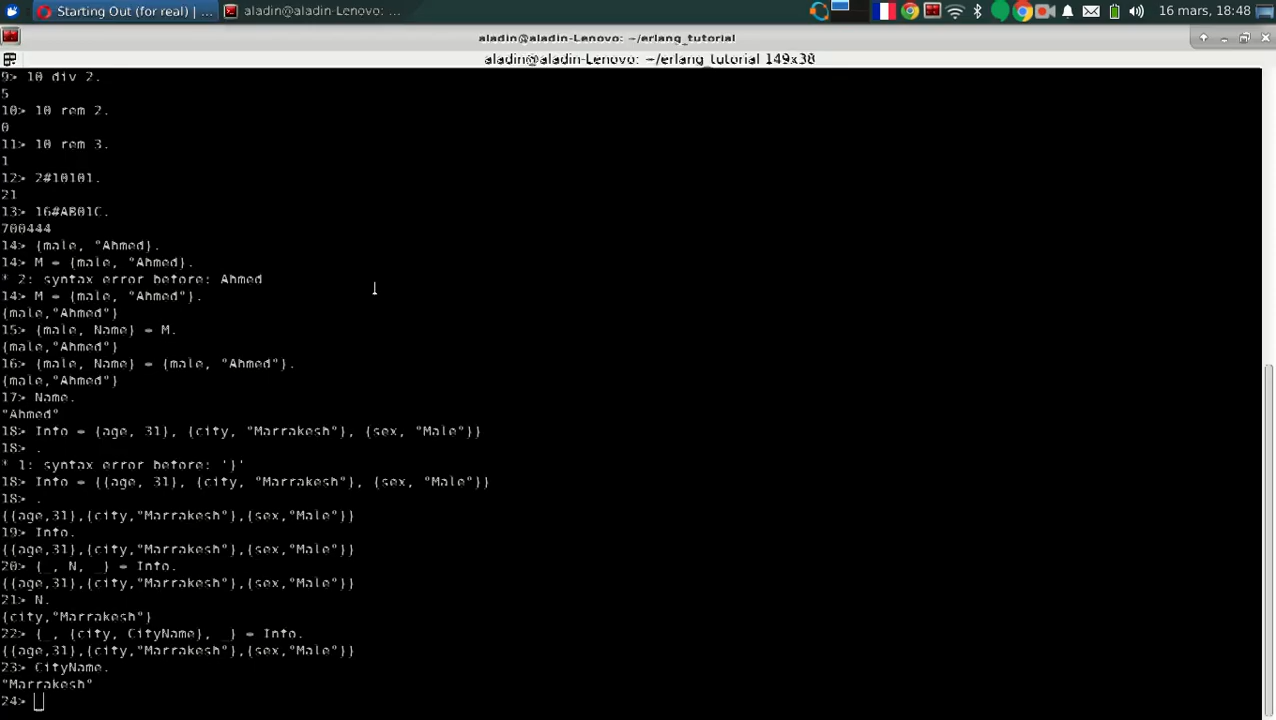 Starting Out (for real) | ... aladin@aladin-Lenovo: ... 16 mars, 18:48
aladin@aladin-Lenovo: ~/erlang_tutorial
aladin@aladin-Lenovo: ~/erlang_tutorial 149x38
9> 10 div 2.
5
10> 10 rem 2.
0
11> 10 rem 3.
1
12> 2#10101.
21
13> 16#AB01C.
700444
14> {male, "Ahmed}.
14> M = {male, "Ahmed}.
* 2: syntax error before: Ahmed
14> M = {male, "Ahmed"}.
{male,"Ahmed"}
15> {male, Name} = M.
{male,"Ahmed"}
16> {male, Name} = {male, "Ahmed"}.
{male,"Ahmed"}
17> Name.
"Ahmed"
18> Info = {age, 31}, {city, "Marrakesh"}, {sex, "Male"}}
18> .
* 1: syntax error before: '}'
18> Info = {{age, 31}, {city, "Marrakesh"}, {sex, "Male"}}
18> .
{{age,31},{city,"Marrakesh"},{sex,"Male"}}
19> Info.
{{age,31},{city,"Marrakesh"},{sex,"Male"}}
20> {_, N, _} = Info.
{{age,31},{city,"Marrakesh"},{sex,"Male"}}
21> N.
{city,"Marrakesh"}
22> {_, {city, CityName}, _} = Info.
{{age,31},{city,"Marrakesh"},{sex,"Male"}}
23> CityName.
"Marrakesh"
24>